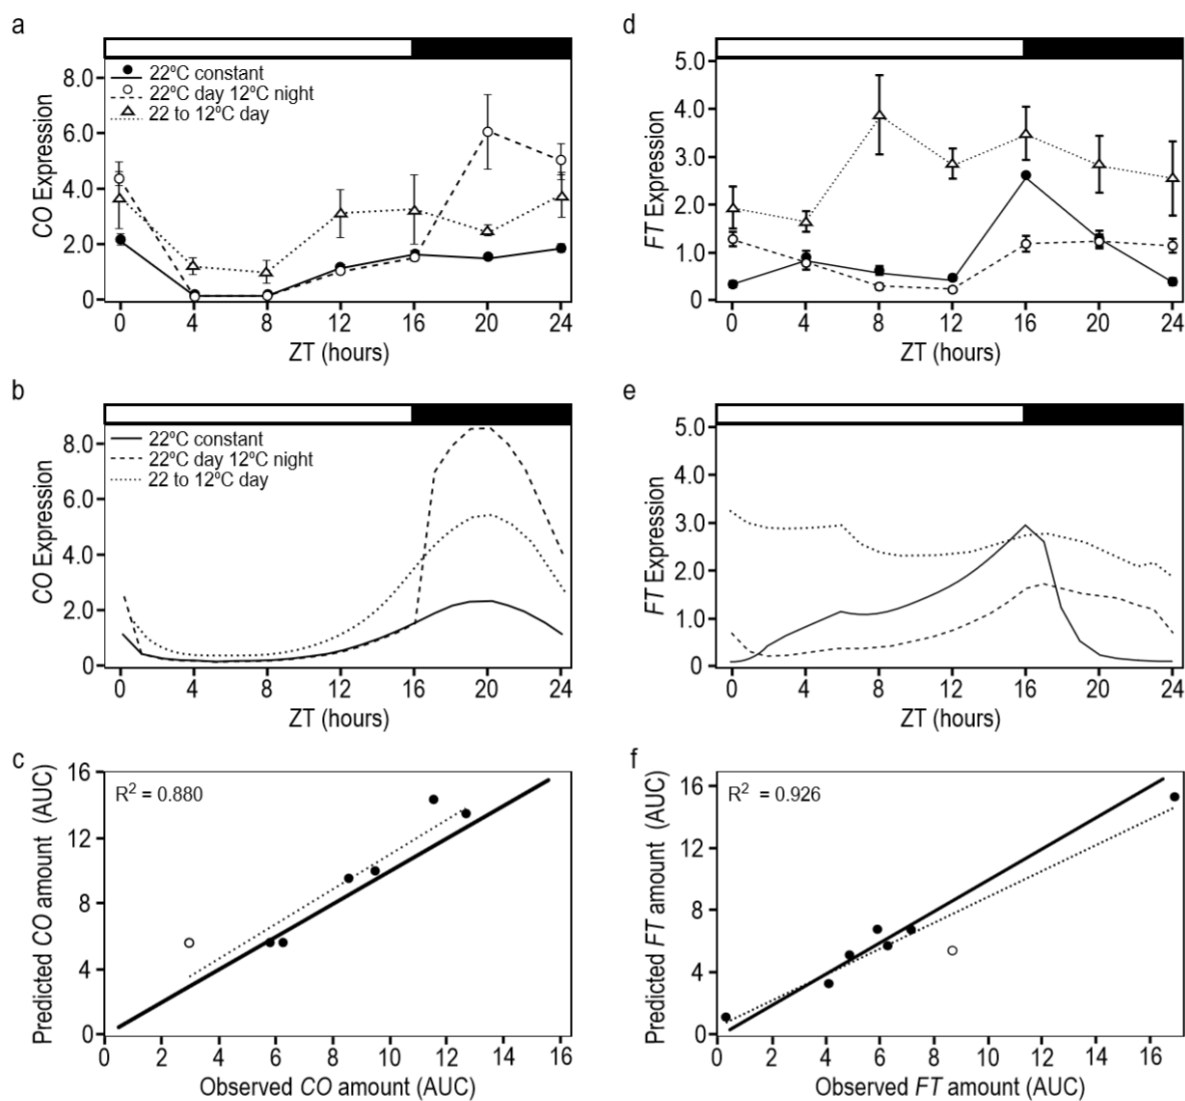 a
8.0
6.0
4.0
2.0
0
CO Expression
22ºC constant
22ºC day 12ºC night
22 to 12ºC day
0 4 8 12 16 20 24
ZT (hours)
d
5.0
4.0
3.0
2.0
1.0
0
FT Expression
0 4 8 12 16 20 24
ZT (hours)
b
8.0
6.0
4.0
2.0
0
CO Expression
22ºC constant
22ºC day 12ºC night
22 to 12ºC day
0 4 8 12 16 20 24
ZT (hours)
e
5.0
4.0
3.0
2.0
1.0
0
FT Expression
0 4 8 12 16 20 24
ZT (hours)
c
16
12
8
4
0
Predicted CO amount (AUC)
R² = 0.880
0 2 4 6 8 10 12 14 16
Observed CO amount (AUC)
f
16
12
8
4
0
Predicted FT amount (AUC)
R² = 0.926
0 2 4 6 8 10 12 14 16
Observed FT amount (AUC)